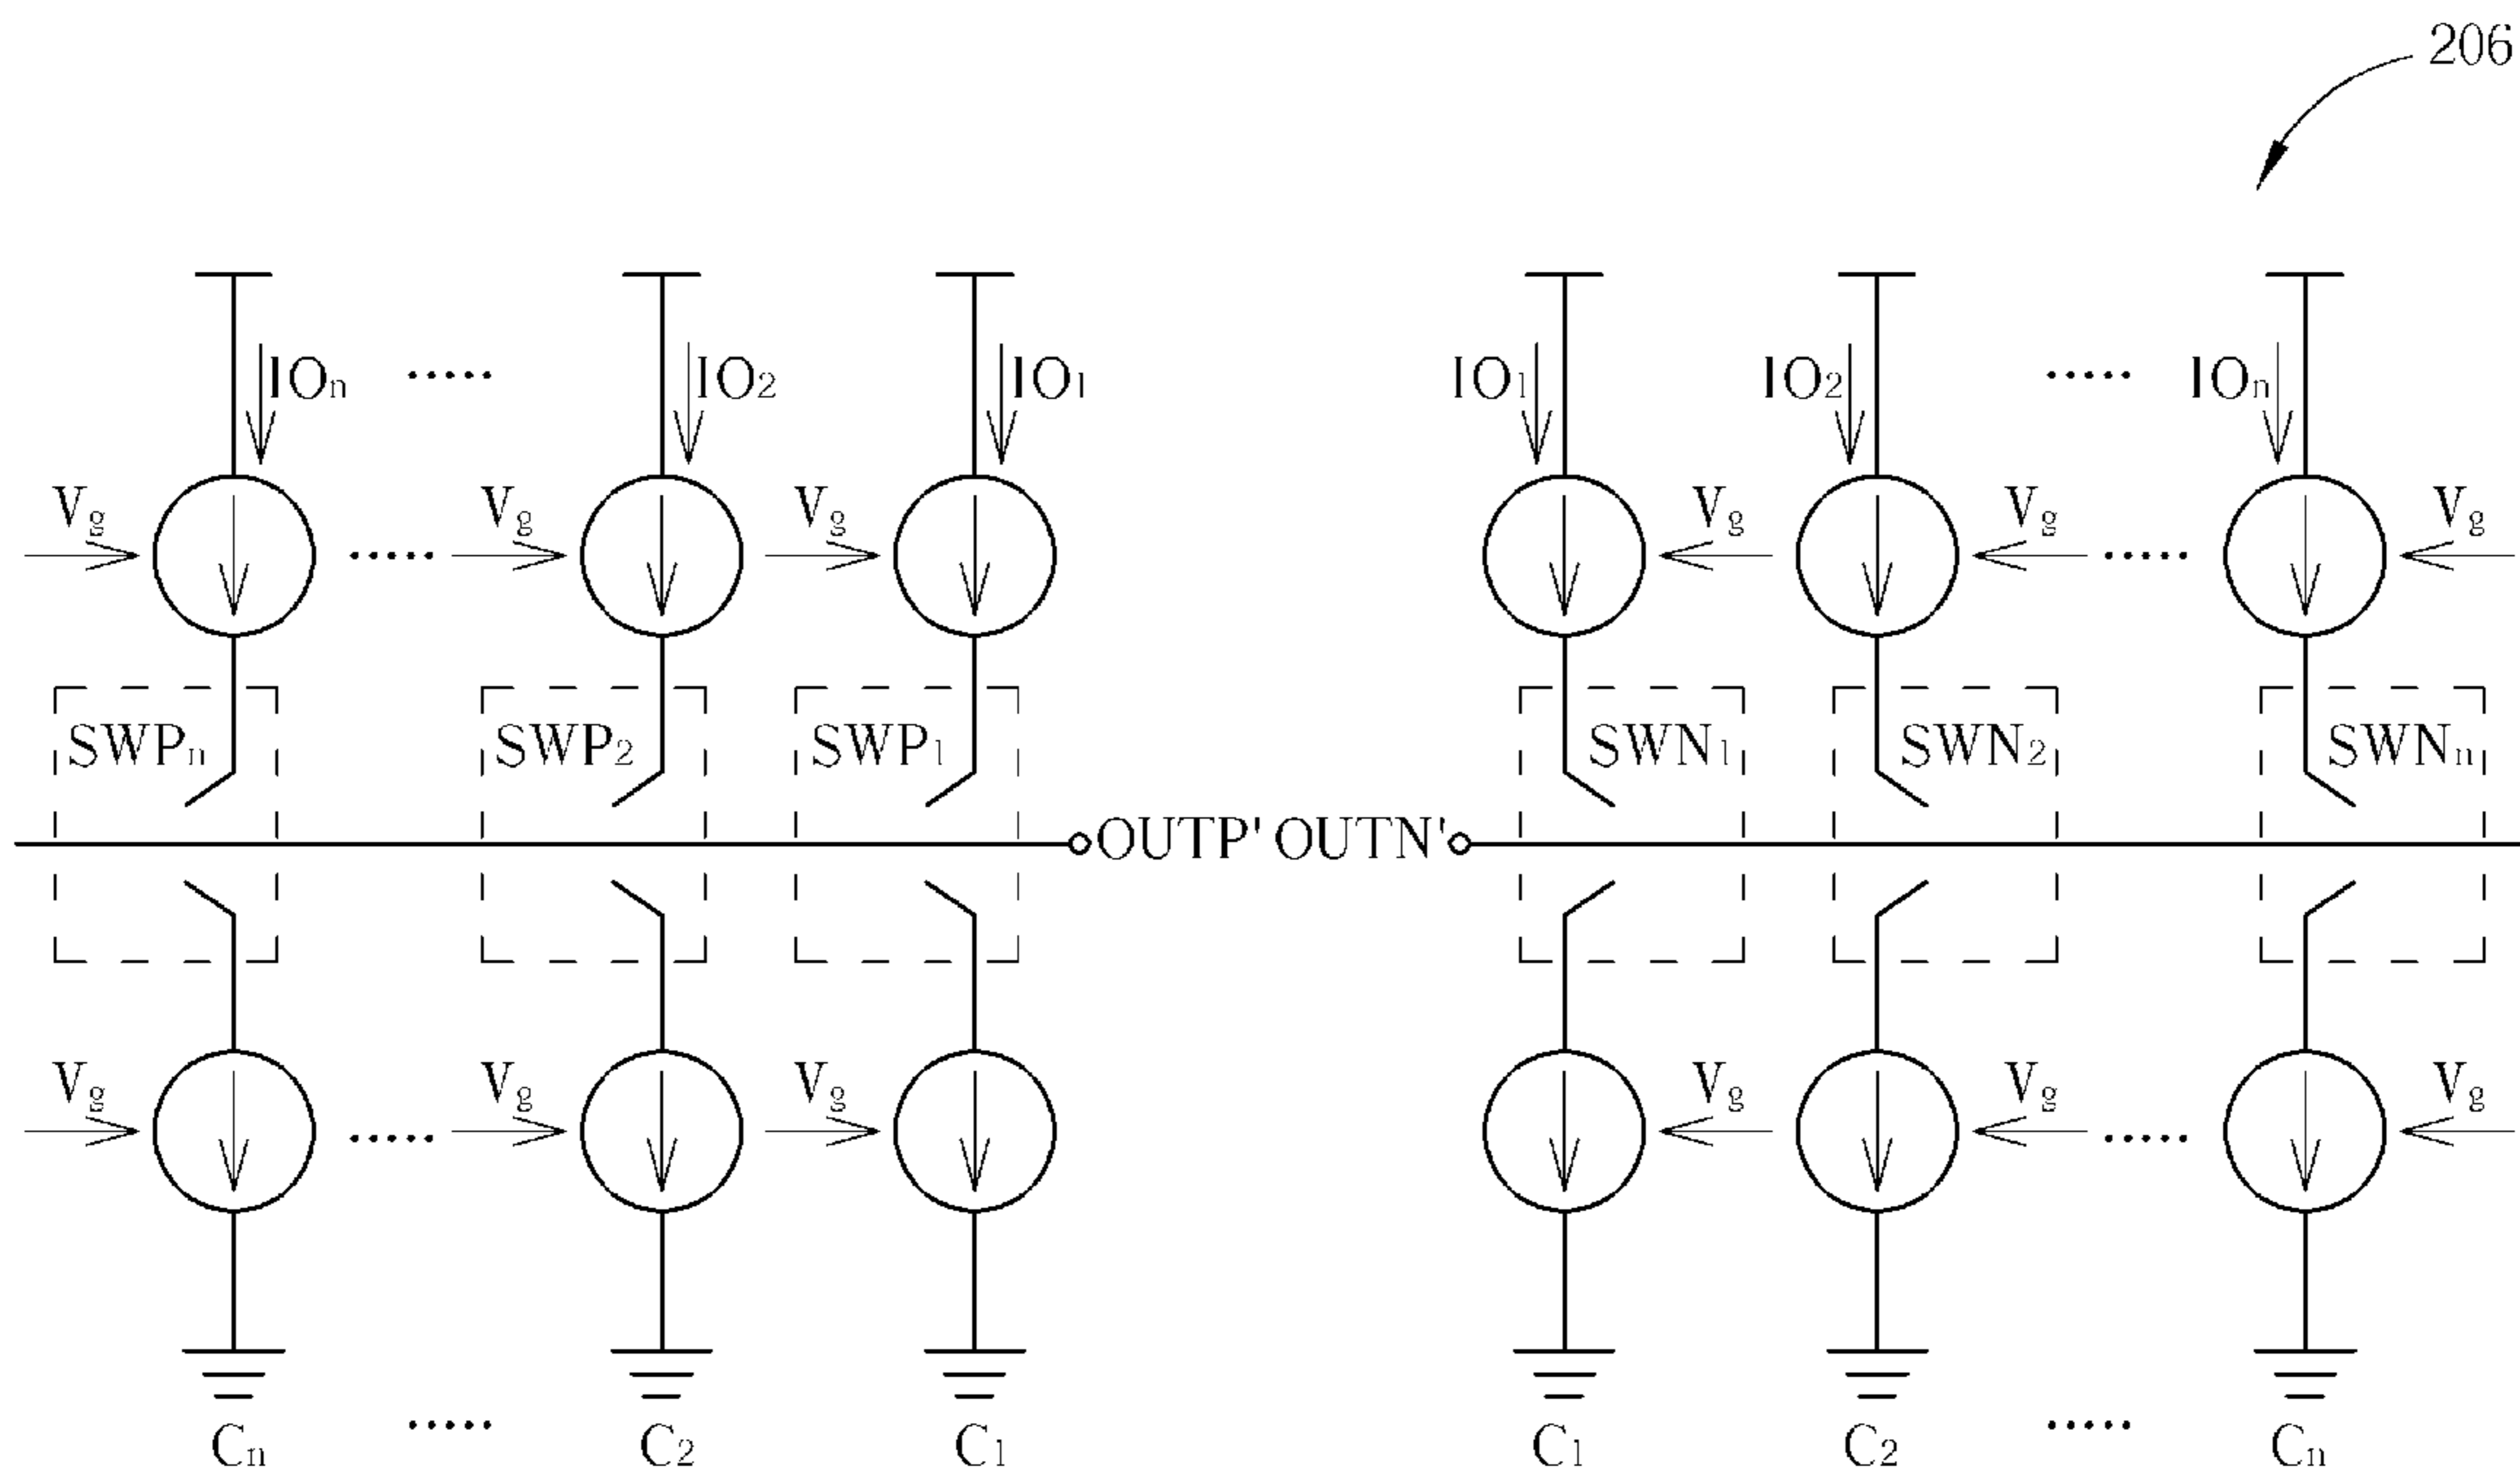 206
IOn ····· IO2 IO1 IO1 IO2 ····· IOn
Vg Vg Vg Vg Vg Vg
·····  ·····
SWPn SWP2 SWP1 SWN1 SWN2 SWNn
OUTP' OUTN'
Vg Vg Vg Vg Vg Vg
·····  ·····
Cn ····· C2 C1 C1 C2 ····· Cn